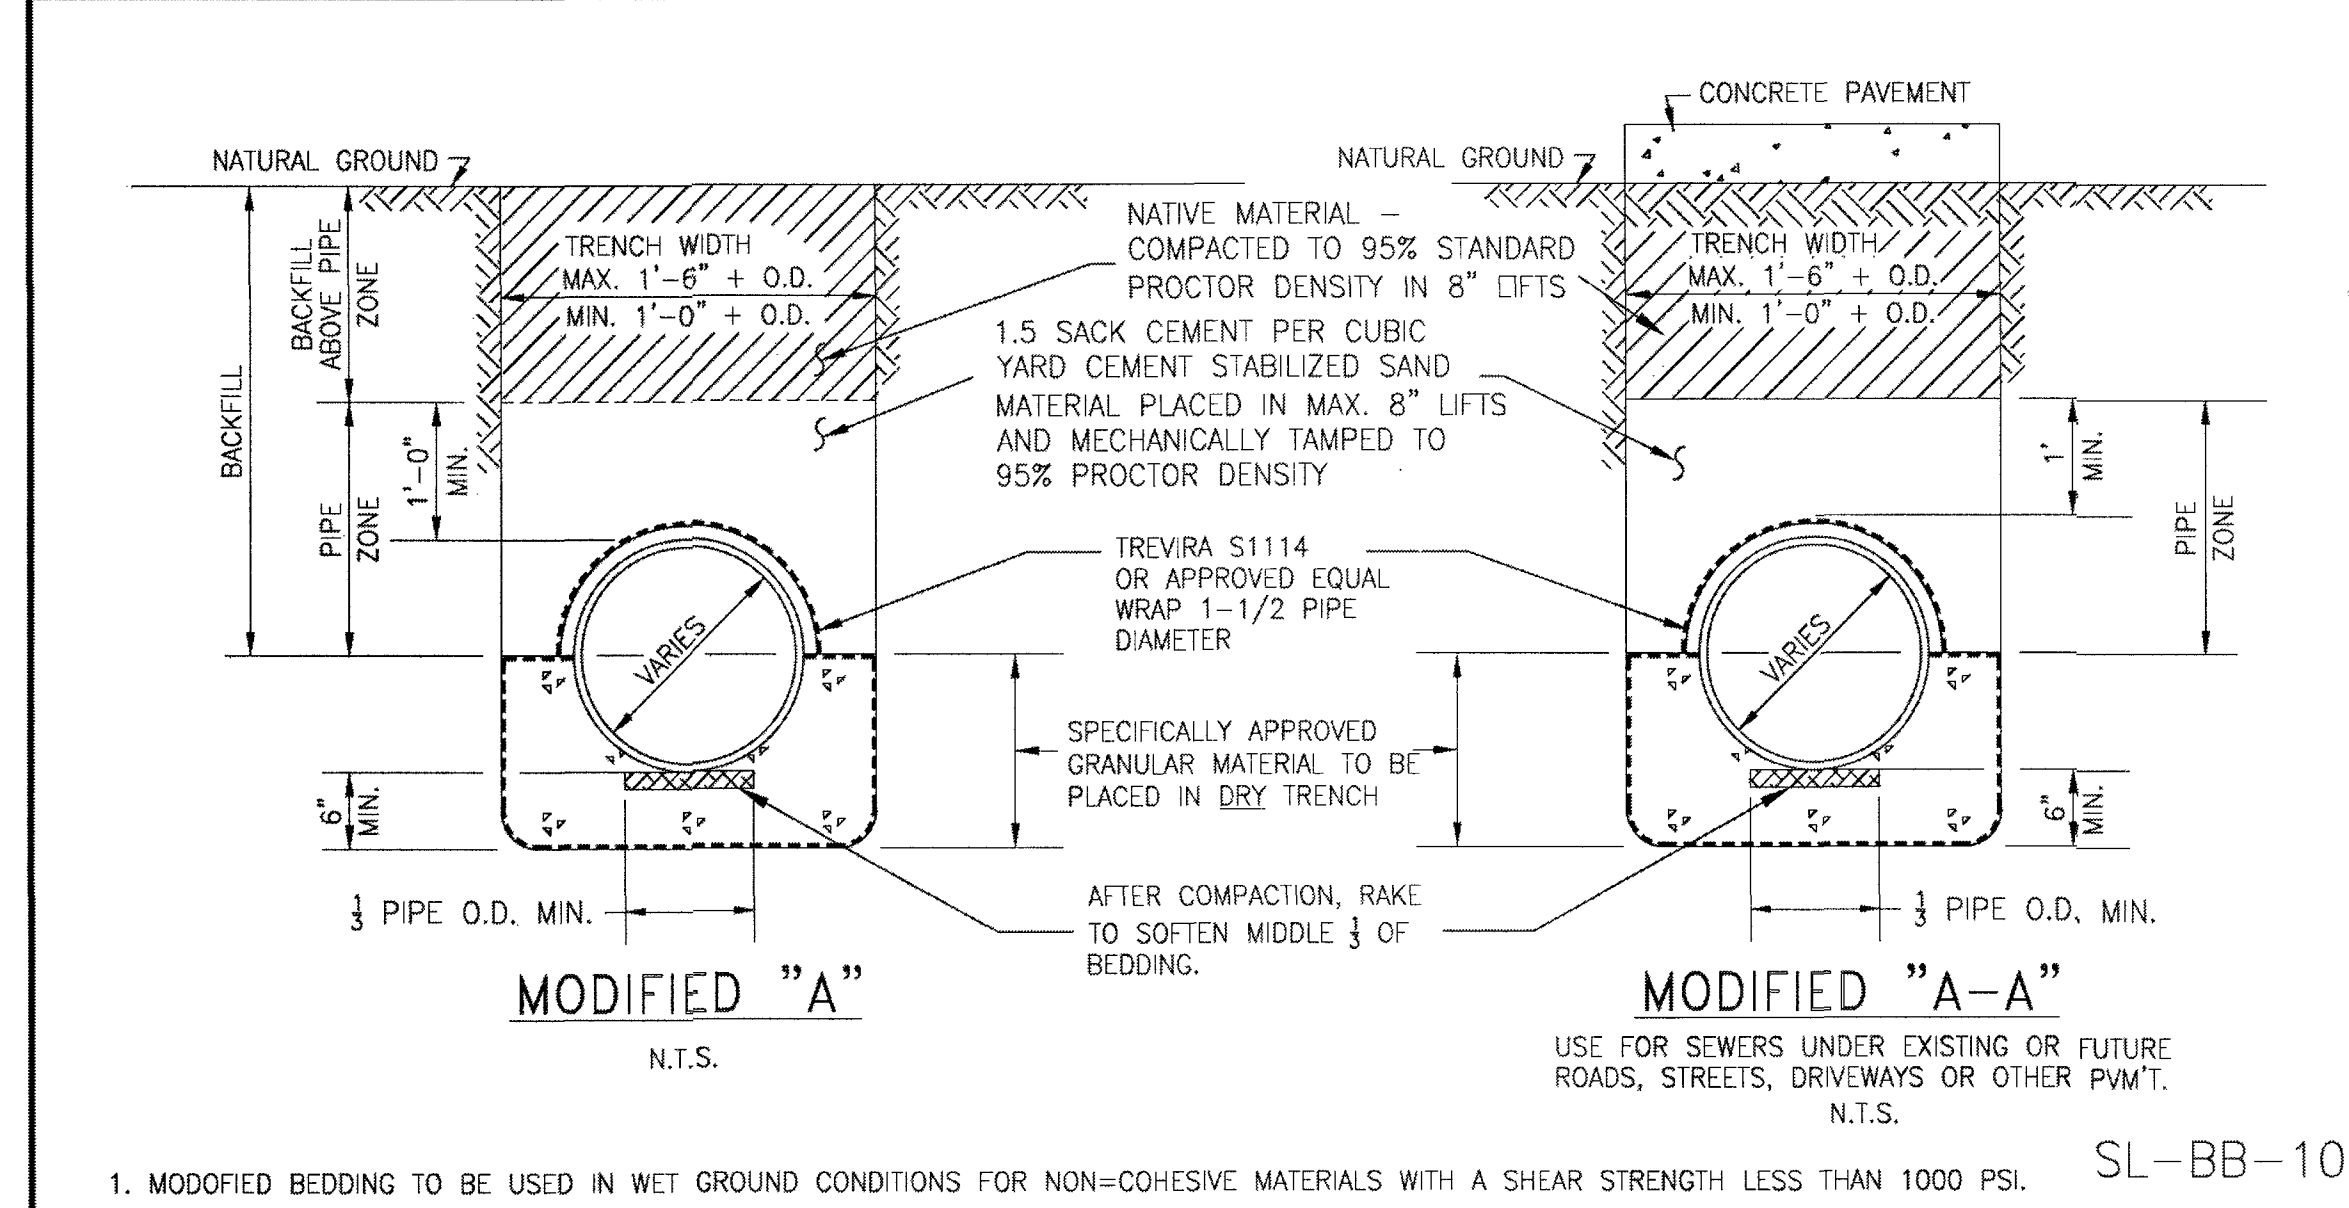 CONCRETE PAVEMENT
NATURAL GROUND
NATURAL GROUND
BACKFILL
BACKFILL
ABOVE PIPE
ZONE
TRENCH WIDTH
MAX. 1'-6" + O.D.
MIN. 1'-0" + O.D.
NATIVE MATERIAL -
COMPACTED TO 95% STANDARD
PROCTOR DENSITY IN 8" LIFTS
TRENCH WIDTH
MAX. 1'-6" + O.D.
MIN. 1'-0" + O.D.
1.5 SACK CEMENT PER CUBIC
YARD CEMENT STABILIZED SAND
MATERIAL PLACED IN MAX. 8" LIFTS
AND MECHANICALLY TAMPED TO
95% PROCTOR DENSITY
PIPE
ZONE
1'-0"
MIN.
1'
MIN.
PIPE
ZONE
TREVIRA S1114
OR APPROVED EQUAL
WRAP 1-1/2 PIPE
DIAMETER
VARIES
VARIES
SPECIFICALLY APPROVED
GRANULAR MATERIAL TO BE
PLACED IN DRY TRENCH
6"
MIN.
6"
MIN.
1/3 PIPE O.D. MIN.
AFTER COMPACTION, RAKE
TO SOFTEN MIDDLE 1/3 OF
BEDDING.
1/3 PIPE O.D. MIN.
MODIFIED "A"
N.T.S.
MODIFIED "A-A"
USE FOR SEWERS UNDER EXISTING OR FUTURE
ROADS, STREETS, DRIVEWAYS OR OTHER PVM'T.
N.T.S.
SL-BB-10
1. MODOFIED BEDDING TO BE USED IN WET GROUND CONDITIONS FOR NON=COHESIVE MATERIALS WITH A SHEAR STRENGTH LESS THAN 1000 PSI.